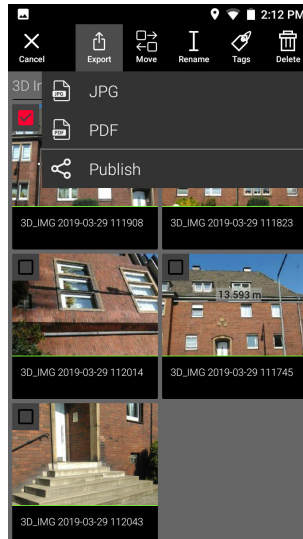 2:12 PM
Cancel
Export
Move
Rename
Tags
Delete
3D
JPG
JPG
PDF
PDF
Publish
3D_IMG 2019-03-29 111908
3D_IMG 2019-03-29 111823
13 593 m
3D_IMG 2019-03-29 112014
3D_IMG 2019-03-29 111745
3D_IMG 2019-03-29 112043